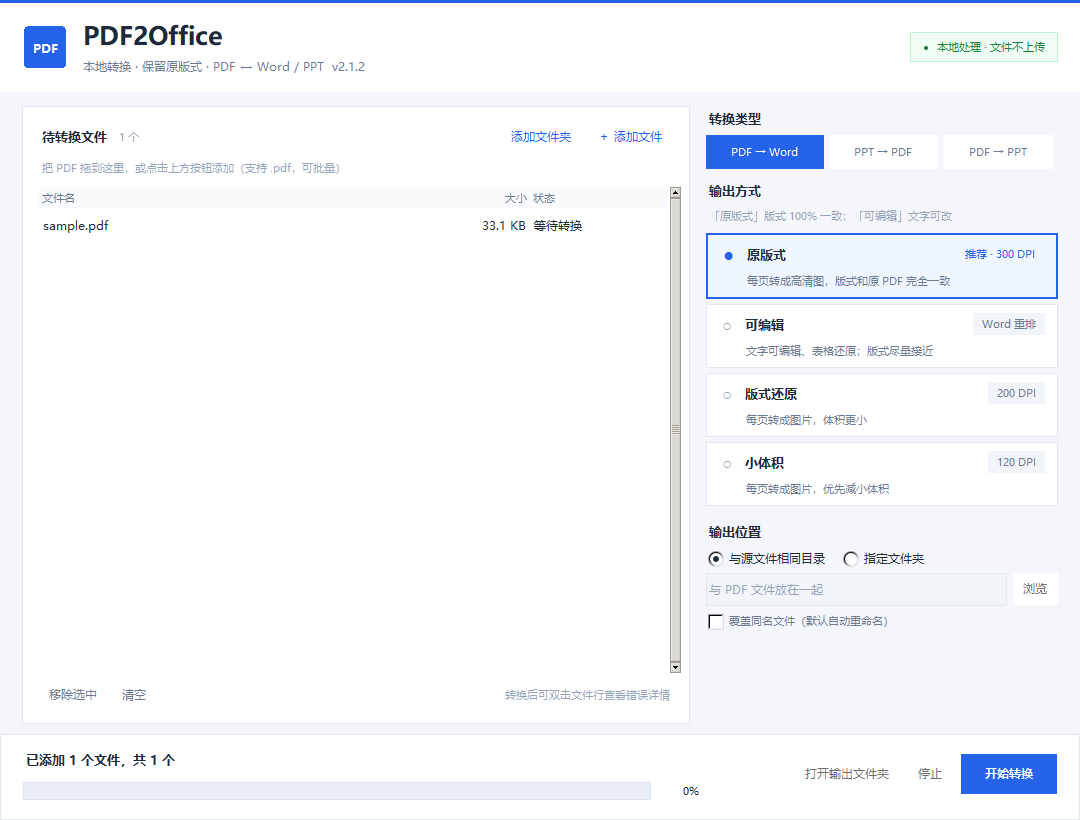 PDF
PDF2Office
本地转换 · 保留原版式 · PDF ↔ Word / PPT v2.1.2
● 本地处理 · 文件不上传
待转换文件 1 个
添加文件夹
+ 添加文件
把 PDF 拖到这里，或点击上方按钮添加（支持 .pdf，可批量）
文件名 大小 状态
sample.pdf 33.1 KB 等待转换
移除选中 清空
转换后可双击文件行查看错误详情
转换类型
PDF → Word PPT → PDF PDF → PPT
输出方式
「原版式」版式 100% 一致；「可编辑」文字可改
原版式 推荐 · 300 DPI
每页转成高清图，版式和原 PDF 完全一致
可编辑 Word 重排
文字可编辑、表格还原；版式尽量接近
版式还原 200 DPI
每页转成图片，体积更小
小体积 120 DPI
每页转成图片，优先减小体积
输出位置
与源文件相同目录 指定文件夹
与 PDF 文件放在一起 浏览
覆盖同名文件（默认自动重命名）
已添加 1 个文件，共 1 个
0%
打开输出文件夹 停止 开始转换